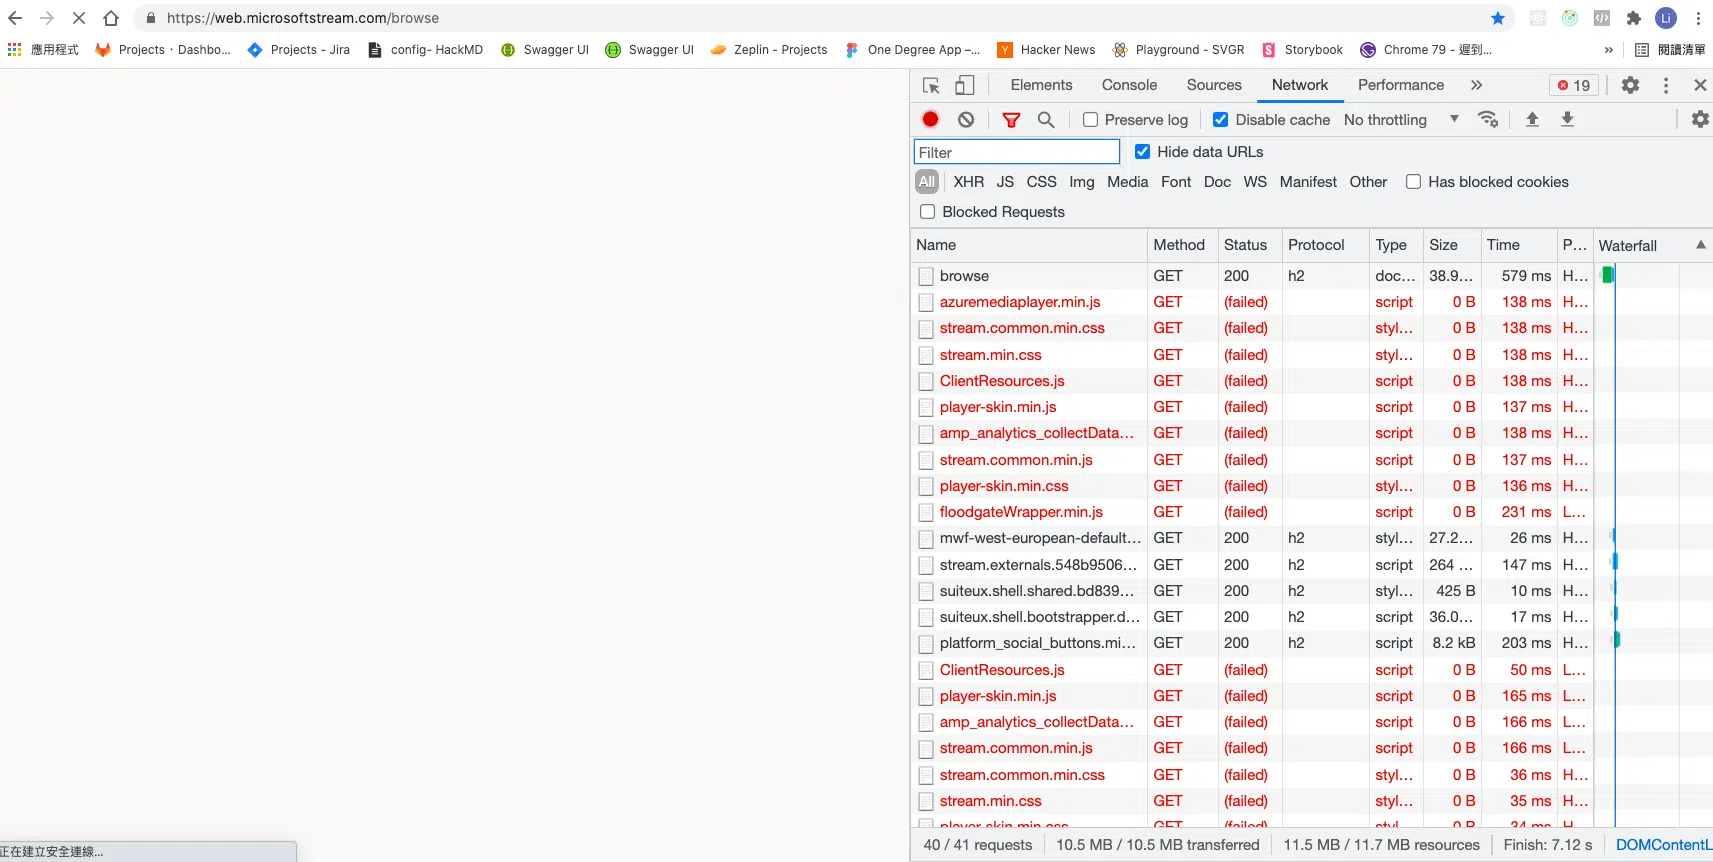 https://web.microsoftstream.com/browse
Li
應用程式 Projects · Dashbo... Projects - Jira config- HackMD Swagger UI Swagger UI Zeplin - Projects One Degree App –... Hacker News Playground - SVGR Storybook Chrome 79 - 遲到... » 閱讀清單
Elements Console Sources Network Performance » 19
Preserve log Disable cache No throttling
Filter Hide data URLs
All XHR JS CSS Img Media Font Doc WS Manifest Other Has blocked cookies
Blocked Requests
Name Method Status Protocol Type Size Time P... Waterfall
browse GET 200 h2 doc... 38.9... 579 ms H...
azuremediaplayer.min.js GET (failed) script 0 B 138 ms H...
stream.common.min.css GET (failed) styl... 0 B 138 ms H...
stream.min.css GET (failed) styl... 0 B 138 ms H...
ClientResources.js GET (failed) script 0 B 138 ms H...
player-skin.min.js GET (failed) script 0 B 137 ms H...
amp_analytics_collectData... GET (failed) script 0 B 138 ms H...
stream.common.min.js GET (failed) script 0 B 137 ms H...
player-skin.min.css GET (failed) styl... 0 B 136 ms H...
floodgateWrapper.min.js GET (failed) script 0 B 231 ms L...
mwf-west-european-default... GET 200 h2 styl... 27.2... 26 ms H...
stream.externals.548b9506... GET 200 h2 script 264 ... 147 ms H...
suiteux.shell.shared.bd839... GET 200 h2 styl... 425 B 10 ms H...
suiteux.shell.bootstrapper.d... GET 200 h2 script 36.0... 17 ms H...
platform_social_buttons.mi... GET 200 h2 script 8.2 kB 203 ms H...
ClientResources.js GET (failed) script 0 B 50 ms L...
player-skin.min.js GET (failed) script 0 B 165 ms L...
amp_analytics_collectData... GET (failed) script 0 B 166 ms L...
stream.common.min.js GET (failed) script 0 B 166 ms L...
stream.common.min.css GET (failed) styl... 0 B 36 ms H...
stream.min.css GET (failed) styl... 0 B 35 ms H...
player-skin.min.css GET (failed) styl... 0 B 34 ms H...
40 / 41 requests 10.5 MB / 10.5 MB transferred 11.5 MB / 11.7 MB resources Finish: 7.12 s DOMContentL
正在建立安全連線...